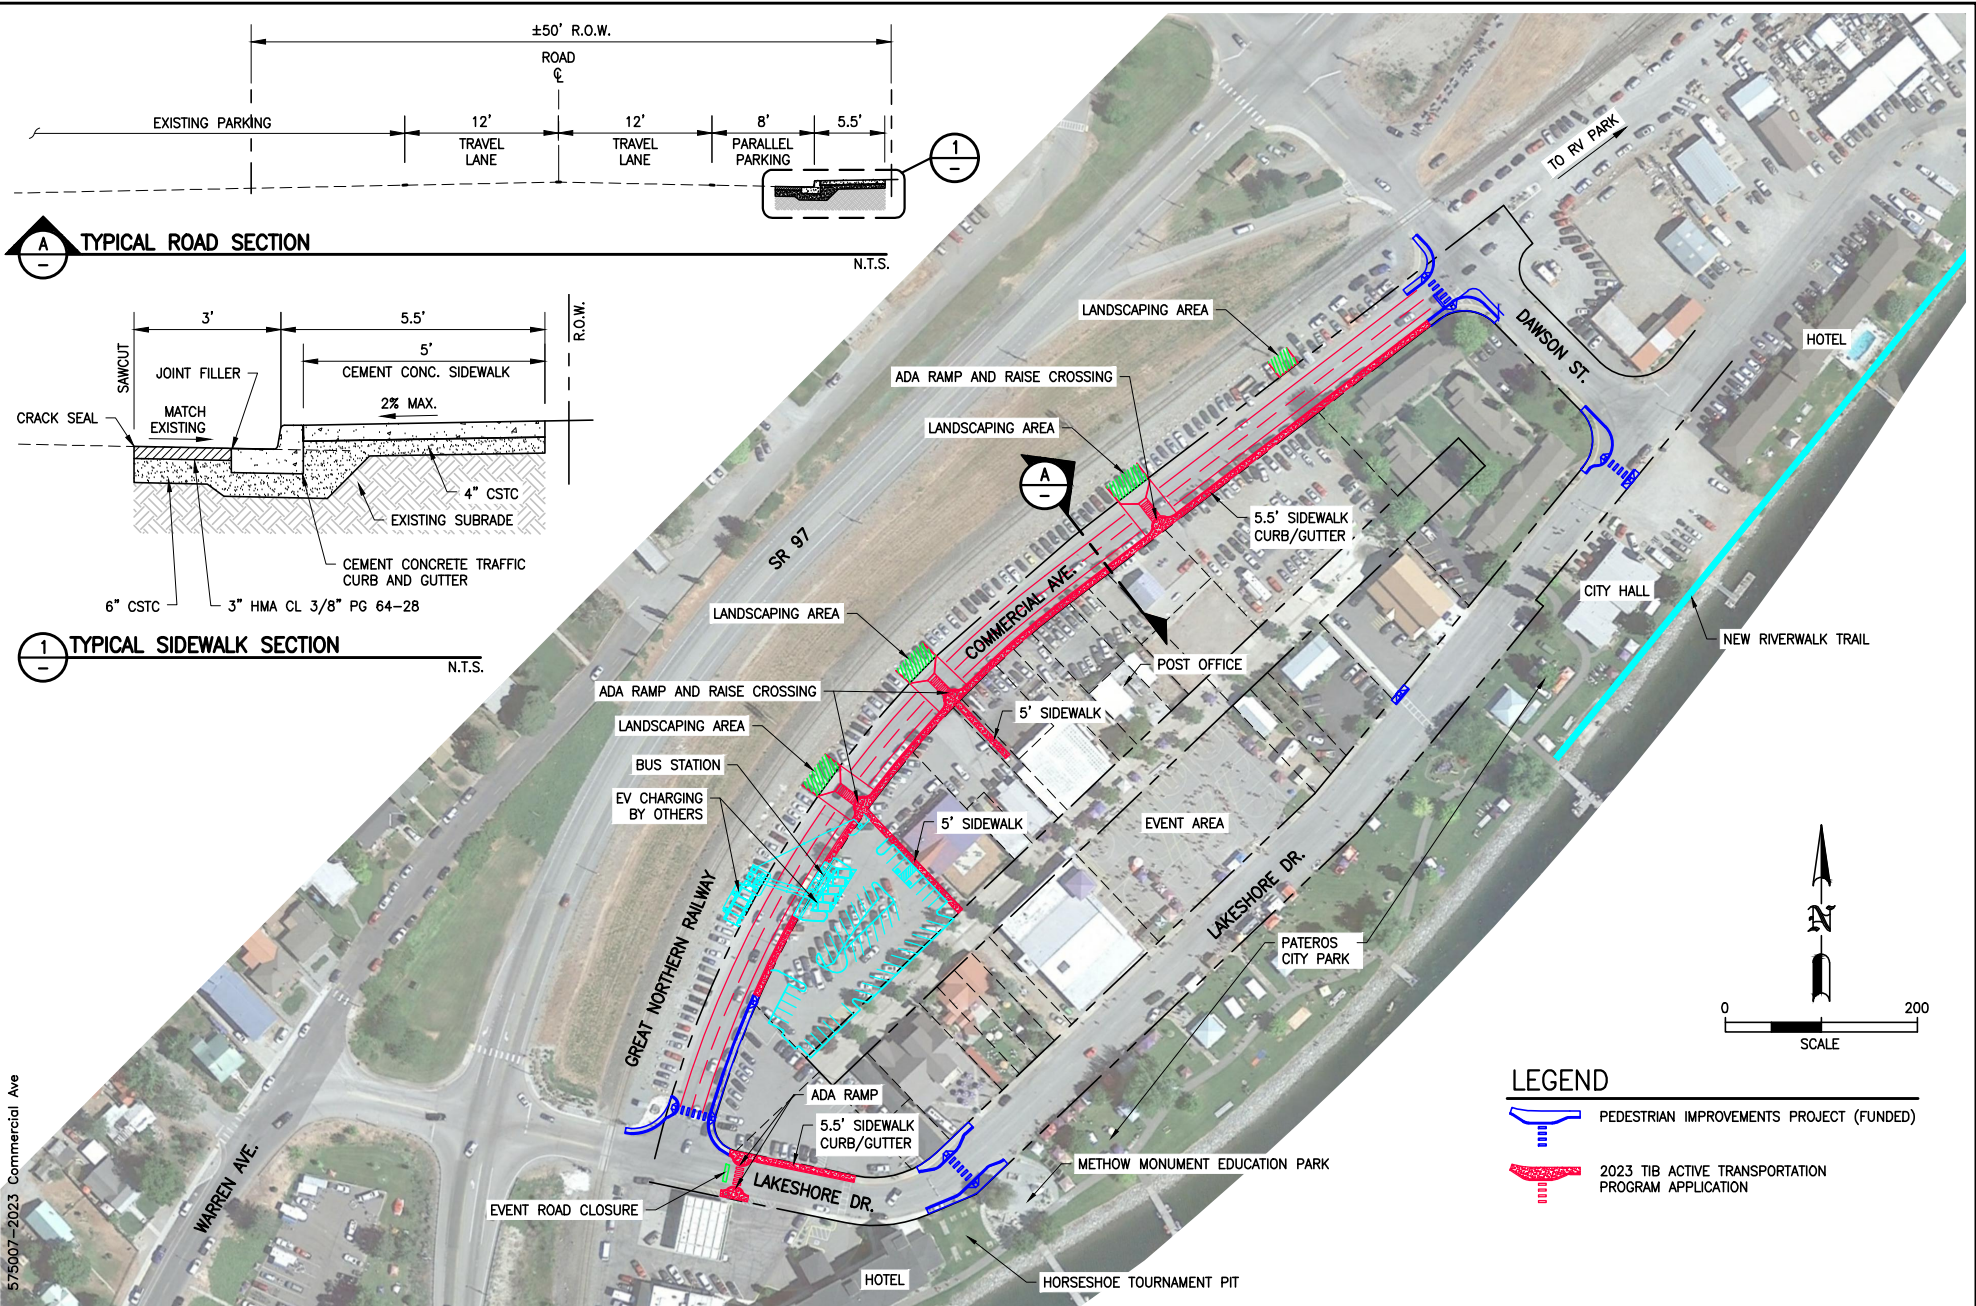 ±50' R.O.W.
ROAD
℄
EXISTING PARKING
12'
TRAVEL
LANE
12'
TRAVEL
LANE
8'
PARALLEL
PARKING
5.5'
1
-
A
-
TYPICAL ROAD SECTION
N.T.S.
3'
5.5'
R.O.W.
SAWCUT
5'
CEMENT CONC. SIDEWALK
JOINT FILLER
2% MAX.
CRACK SEAL
MATCH
EXISTING
4" CSTC
EXISTING SUBRADE
CEMENT CONCRETE TRAFFIC
CURB AND GUTTER
6" CSTC
3" HMA CL 3/8" PG 64-28
1
-
TYPICAL SIDEWALK SECTION
N.T.S.
TO RV PARK
LANDSCAPING AREA
DAWSON ST.
HOTEL
ADA RAMP AND RAISE CROSSING
LANDSCAPING AREA
A
-
5.5' SIDEWALK
CURB/GUTTER
SR 97
COMMERCIAL AVE.
CITY HALL
LANDSCAPING AREA
NEW RIVERWALK TRAIL
POST OFFICE
ADA RAMP AND RAISE CROSSING
5' SIDEWALK
LANDSCAPING AREA
BUS STATION
EV CHARGING
BY OTHERS
5' SIDEWALK
EVENT AREA
LAKESHORE DR.
GREAT NORTHERN RAILWAY
PATEROS
CITY PARK
N
0
200
SCALE
ADA RAMP
5.5' SIDEWALK
CURB/GUTTER
METHOW MONUMENT EDUCATION PARK
LAKESHORE DR.
EVENT ROAD CLOSURE
WARREN AVE.
HOTEL
HORSESHOE TOURNAMENT PIT
LEGEND
PEDESTRIAN IMPROVEMENTS PROJECT (FUNDED)
2023 TIB ACTIVE TRANSPORTATION
PROGRAM APPLICATION
575007-2023 Commercial Ave